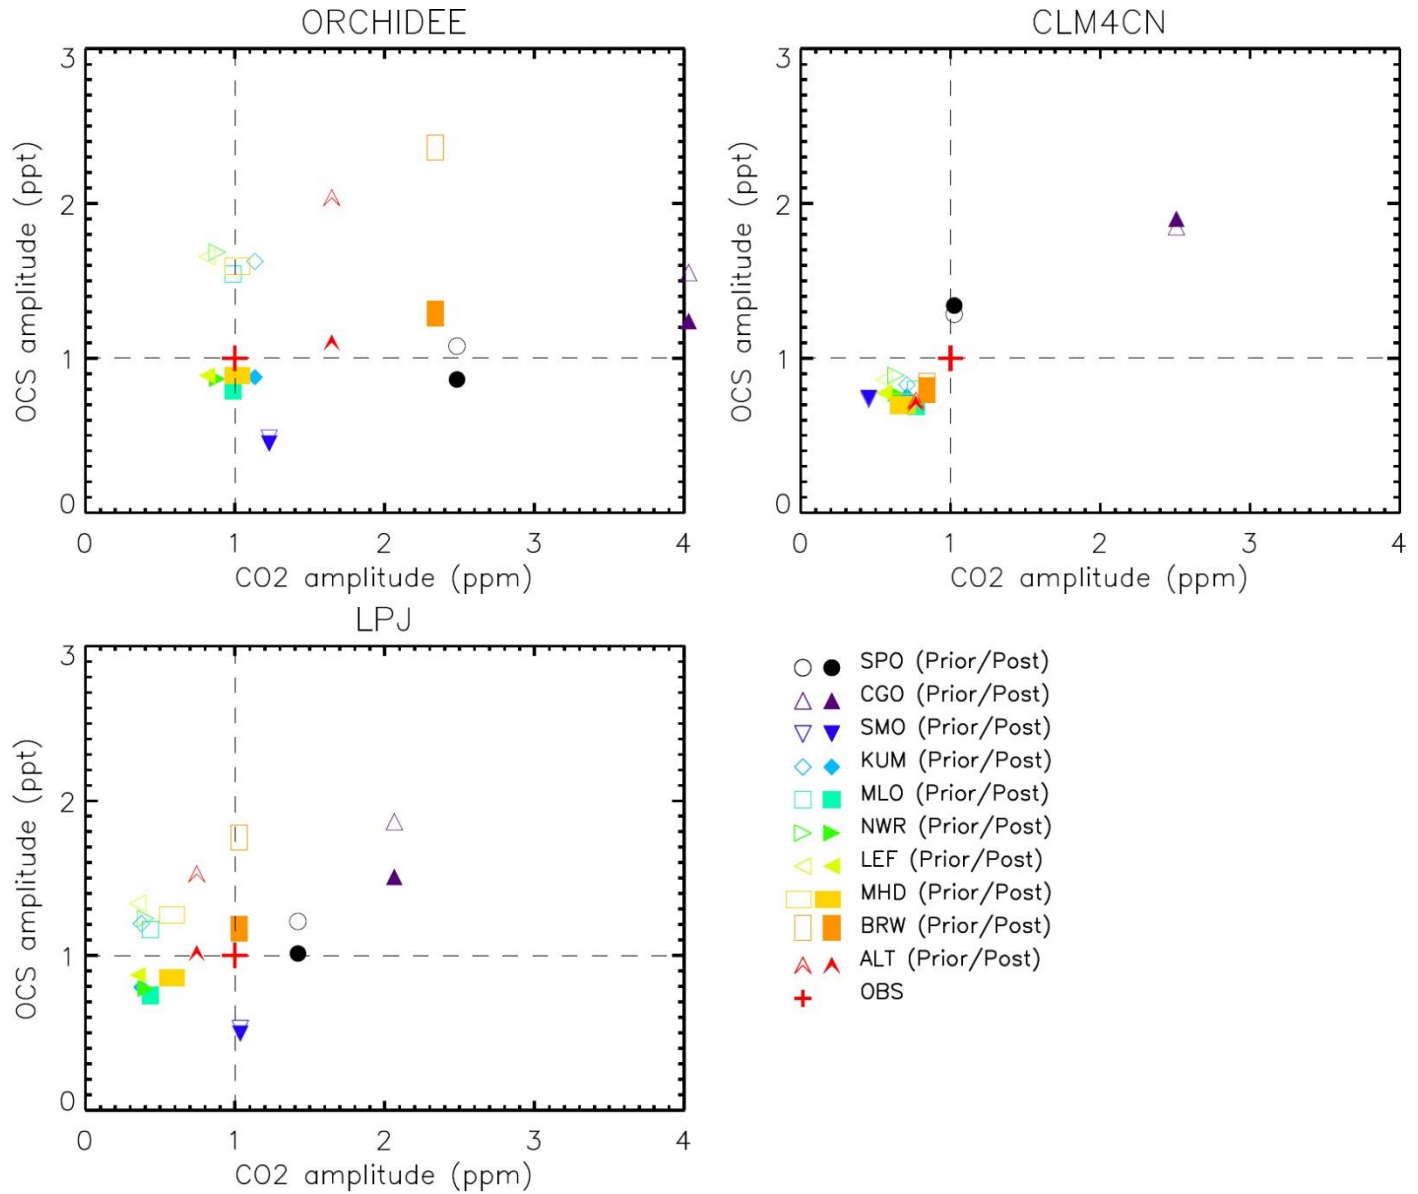 ORCHIDEE
3
2
1
0
OCS amplitude (ppt)
0 1 2 3 4
CO2 amplitude (ppm)
CLM4CN
3
2
1
0
OCS amplitude (ppt)
0 1 2 3 4
CO2 amplitude (ppm)
LPJ
3
2
1
0
OCS amplitude (ppt)
0 1 2 3 4
CO2 amplitude (ppm)
SPO (Prior/Post)
CGO (Prior/Post)
SMO (Prior/Post)
KUM (Prior/Post)
MLO (Prior/Post)
NWR (Prior/Post)
LEF (Prior/Post)
MHD (Prior/Post)
BRW (Prior/Post)
ALT (Prior/Post)
OBS